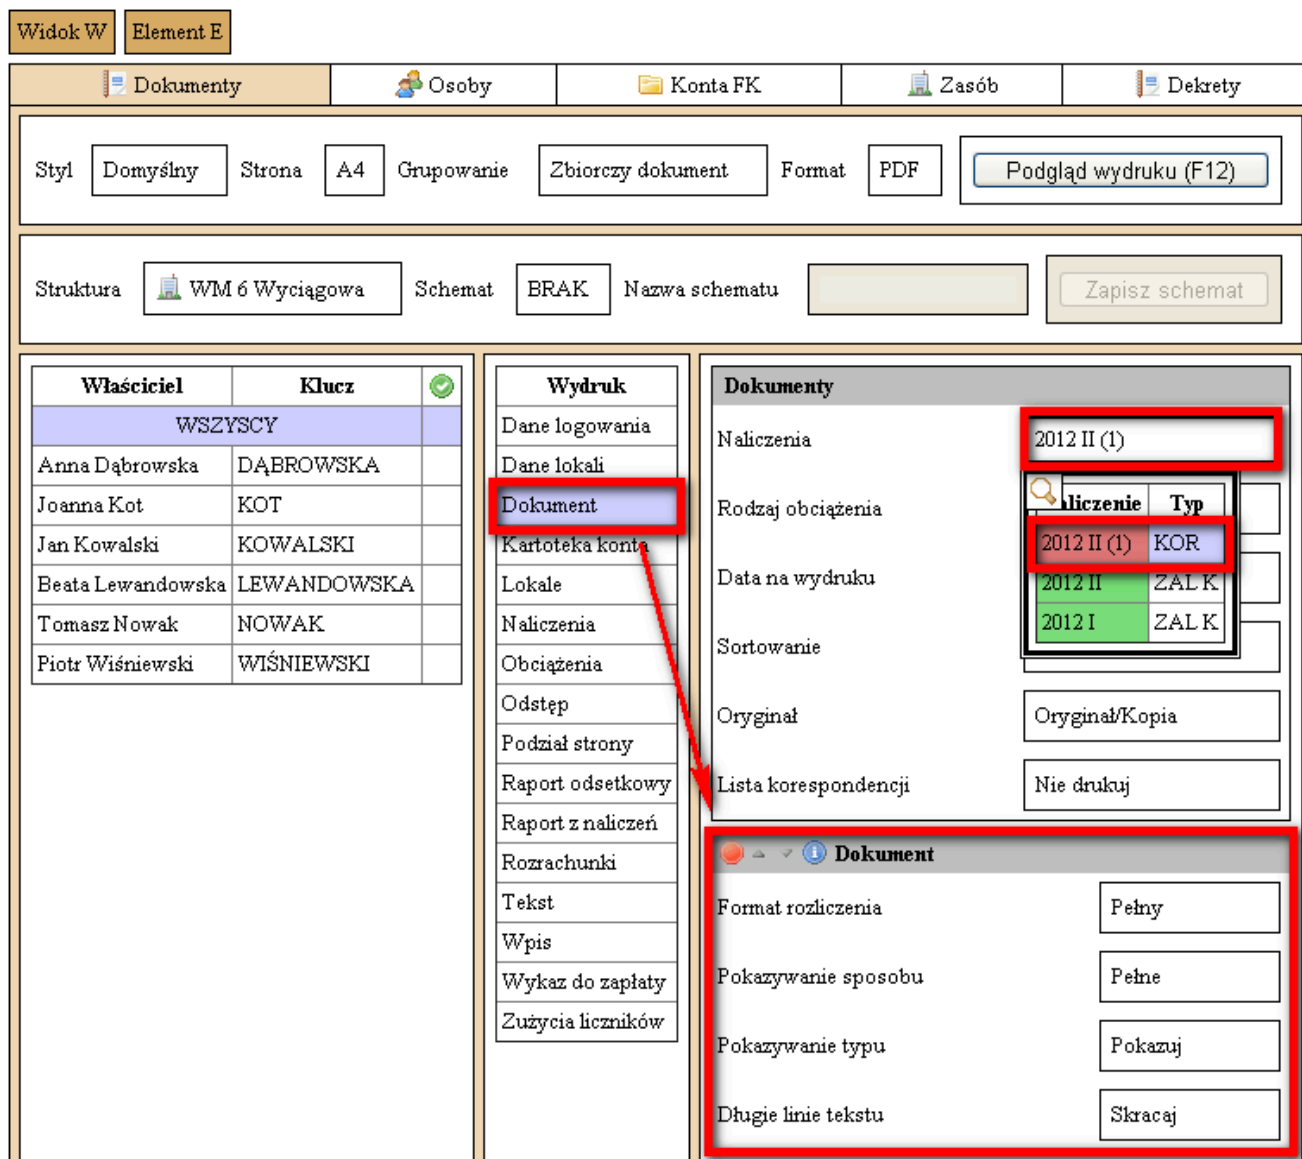 Widok W Element E
Dokumenty Osoby Konta FK Zasób Dekrety
Styl Domyślny Strona A4 Grupowanie Zbiorczy dokument Format PDF Podgląd wydruku (F12)
Struktura WM 6 Wyciągowa Schemat BRAK Nazwa schematu Zapisz schemat
Właściciel Klucz
WSZYSCY
Anna Dąbrowska DĄBROWSKA
Joanna Kot KOT
Jan Kowalski KOWALSKI
Beata Lewandowska LEWANDOWSKA
Tomasz Nowak NOWAK
Piotr Wiśniewski WIŚNIEWSKI
Wydruk
Dane logowania
Dane lokali
Dokument
Kartoteka konta
Lokale
Naliczenia
Obciążenia
Odstęp
Podział strony
Raport odsetkowy
Raport z naliczeń
Rozrachunki
Tekst
Wpis
Wykaz do zapłaty
Zużycia liczników
Dokumenty
Naliczenia 2012 II (1)
Rodzaj obciążenia
Data na wydruku
Sortowanie
aliczenie Typ
2012 II (1) KOR
2012 II ZAL K
2012 I ZAL K
Oryginał Oryginał/Kopia
Lista korespondencji Nie drukuj
Dokument
Format rozliczenia Pełny
Pokazywanie sposobu Pełne
Pokazywanie typu Pokazuj
Długie linie tekstu Skracaj